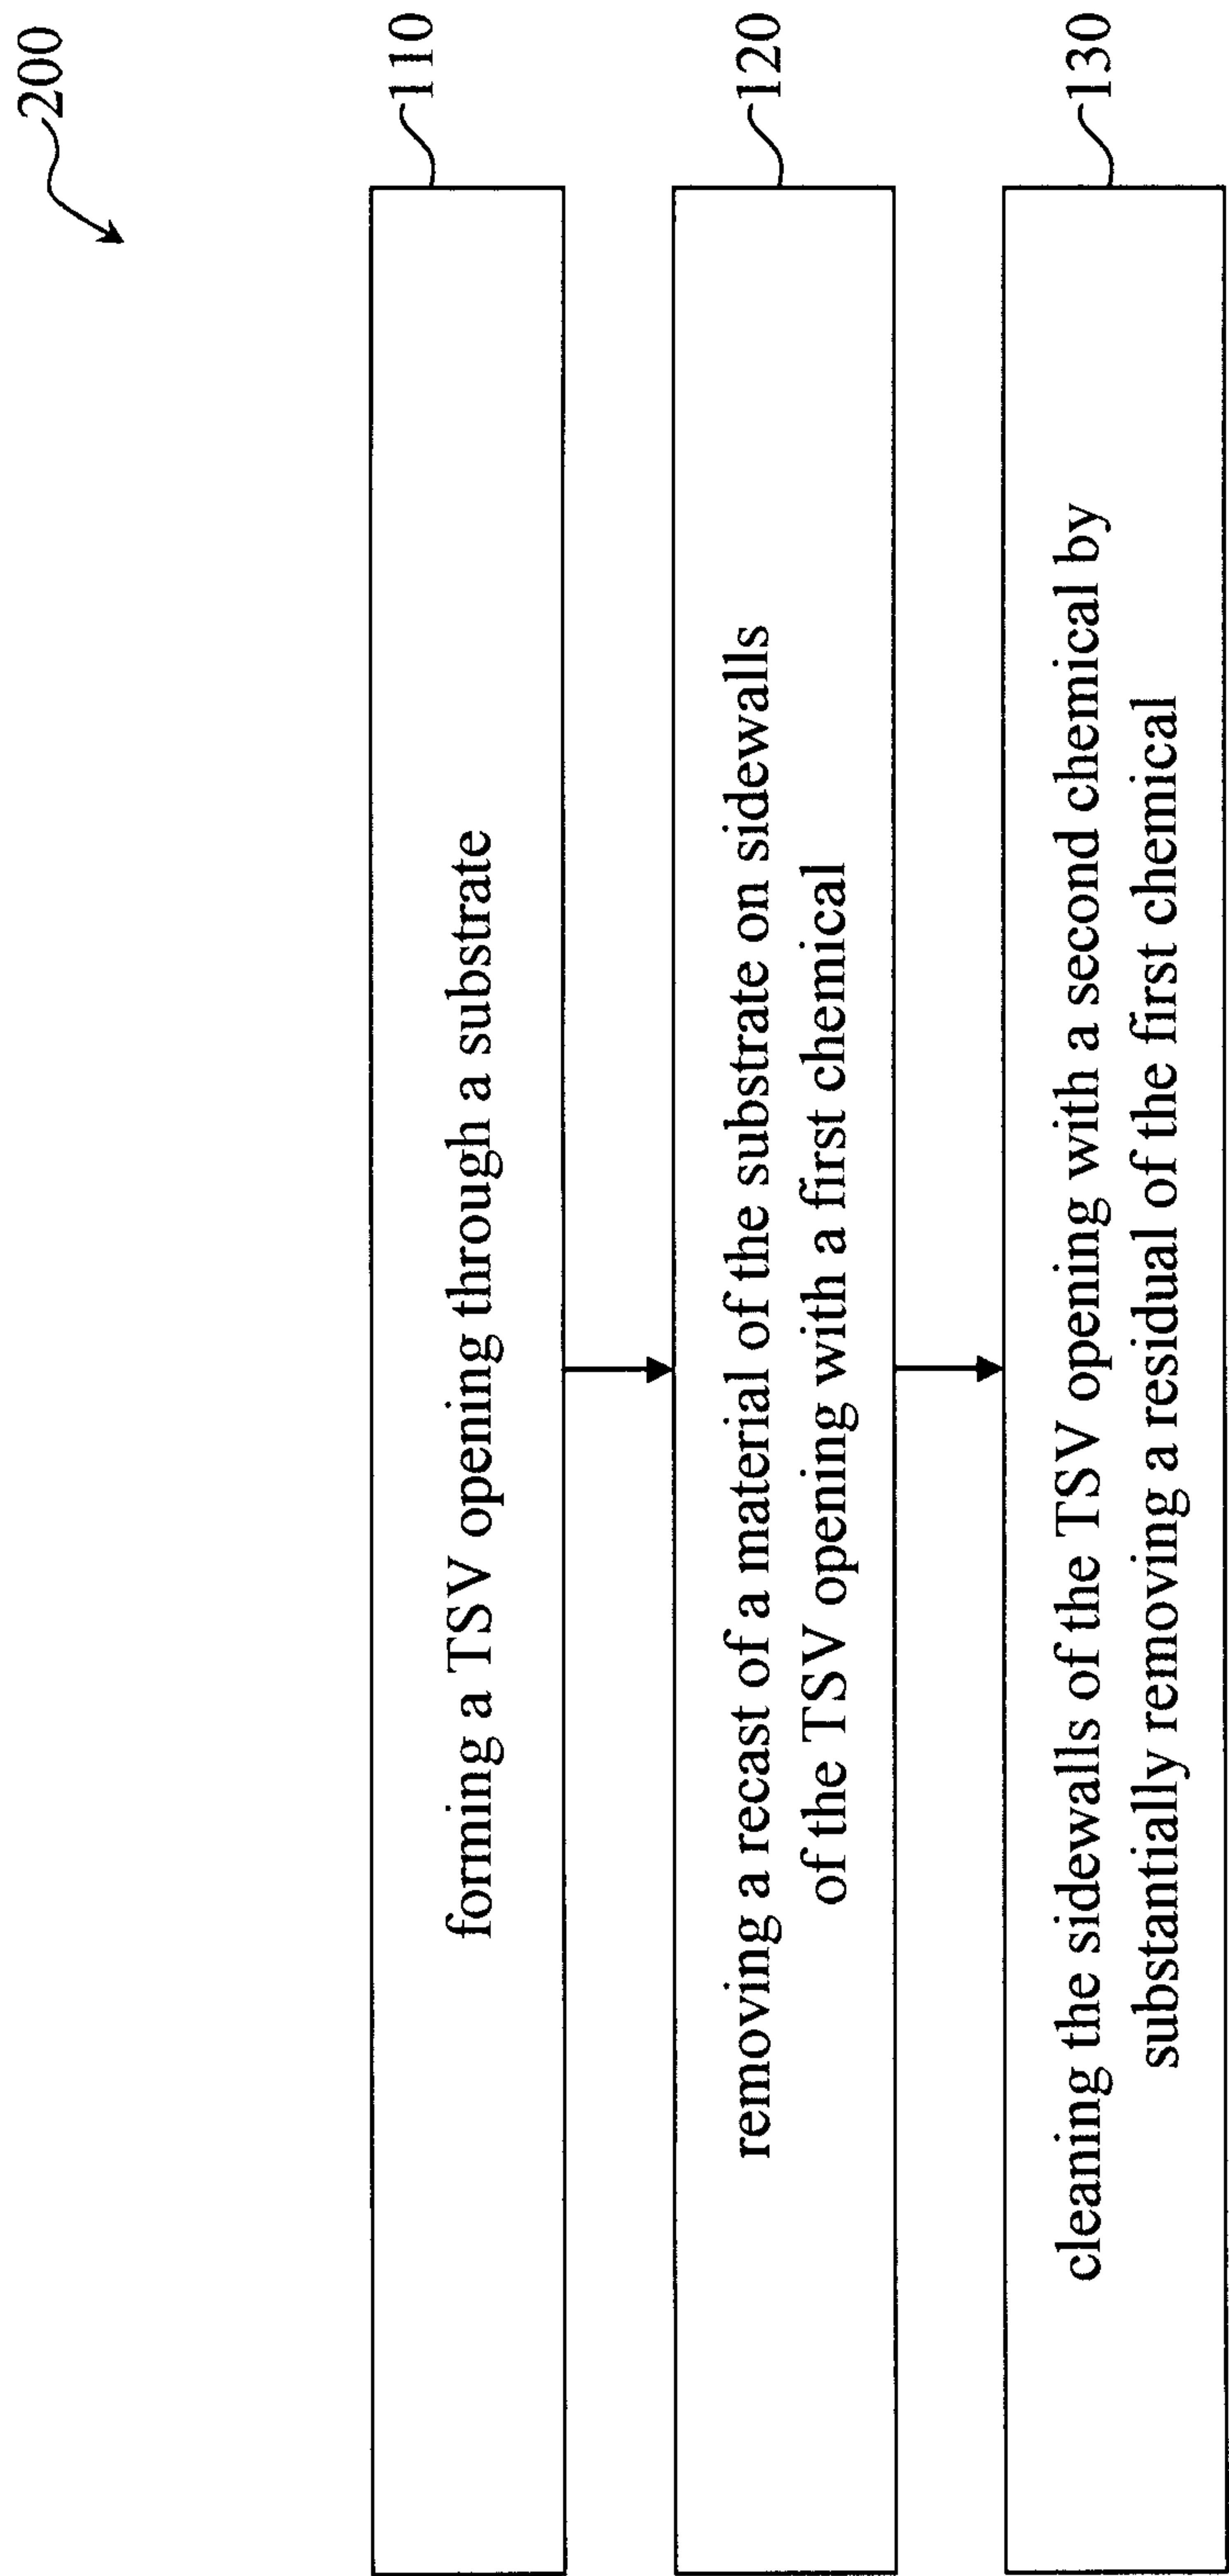 200
forming a TSV opening through a substrate
110
removing a recast of a material of the substrate on sidewalls
of the TSV opening with a first chemical
120
cleaning the sidewalls of the TSV opening with a second chemical by
substantially removing a residual of the first chemical
130